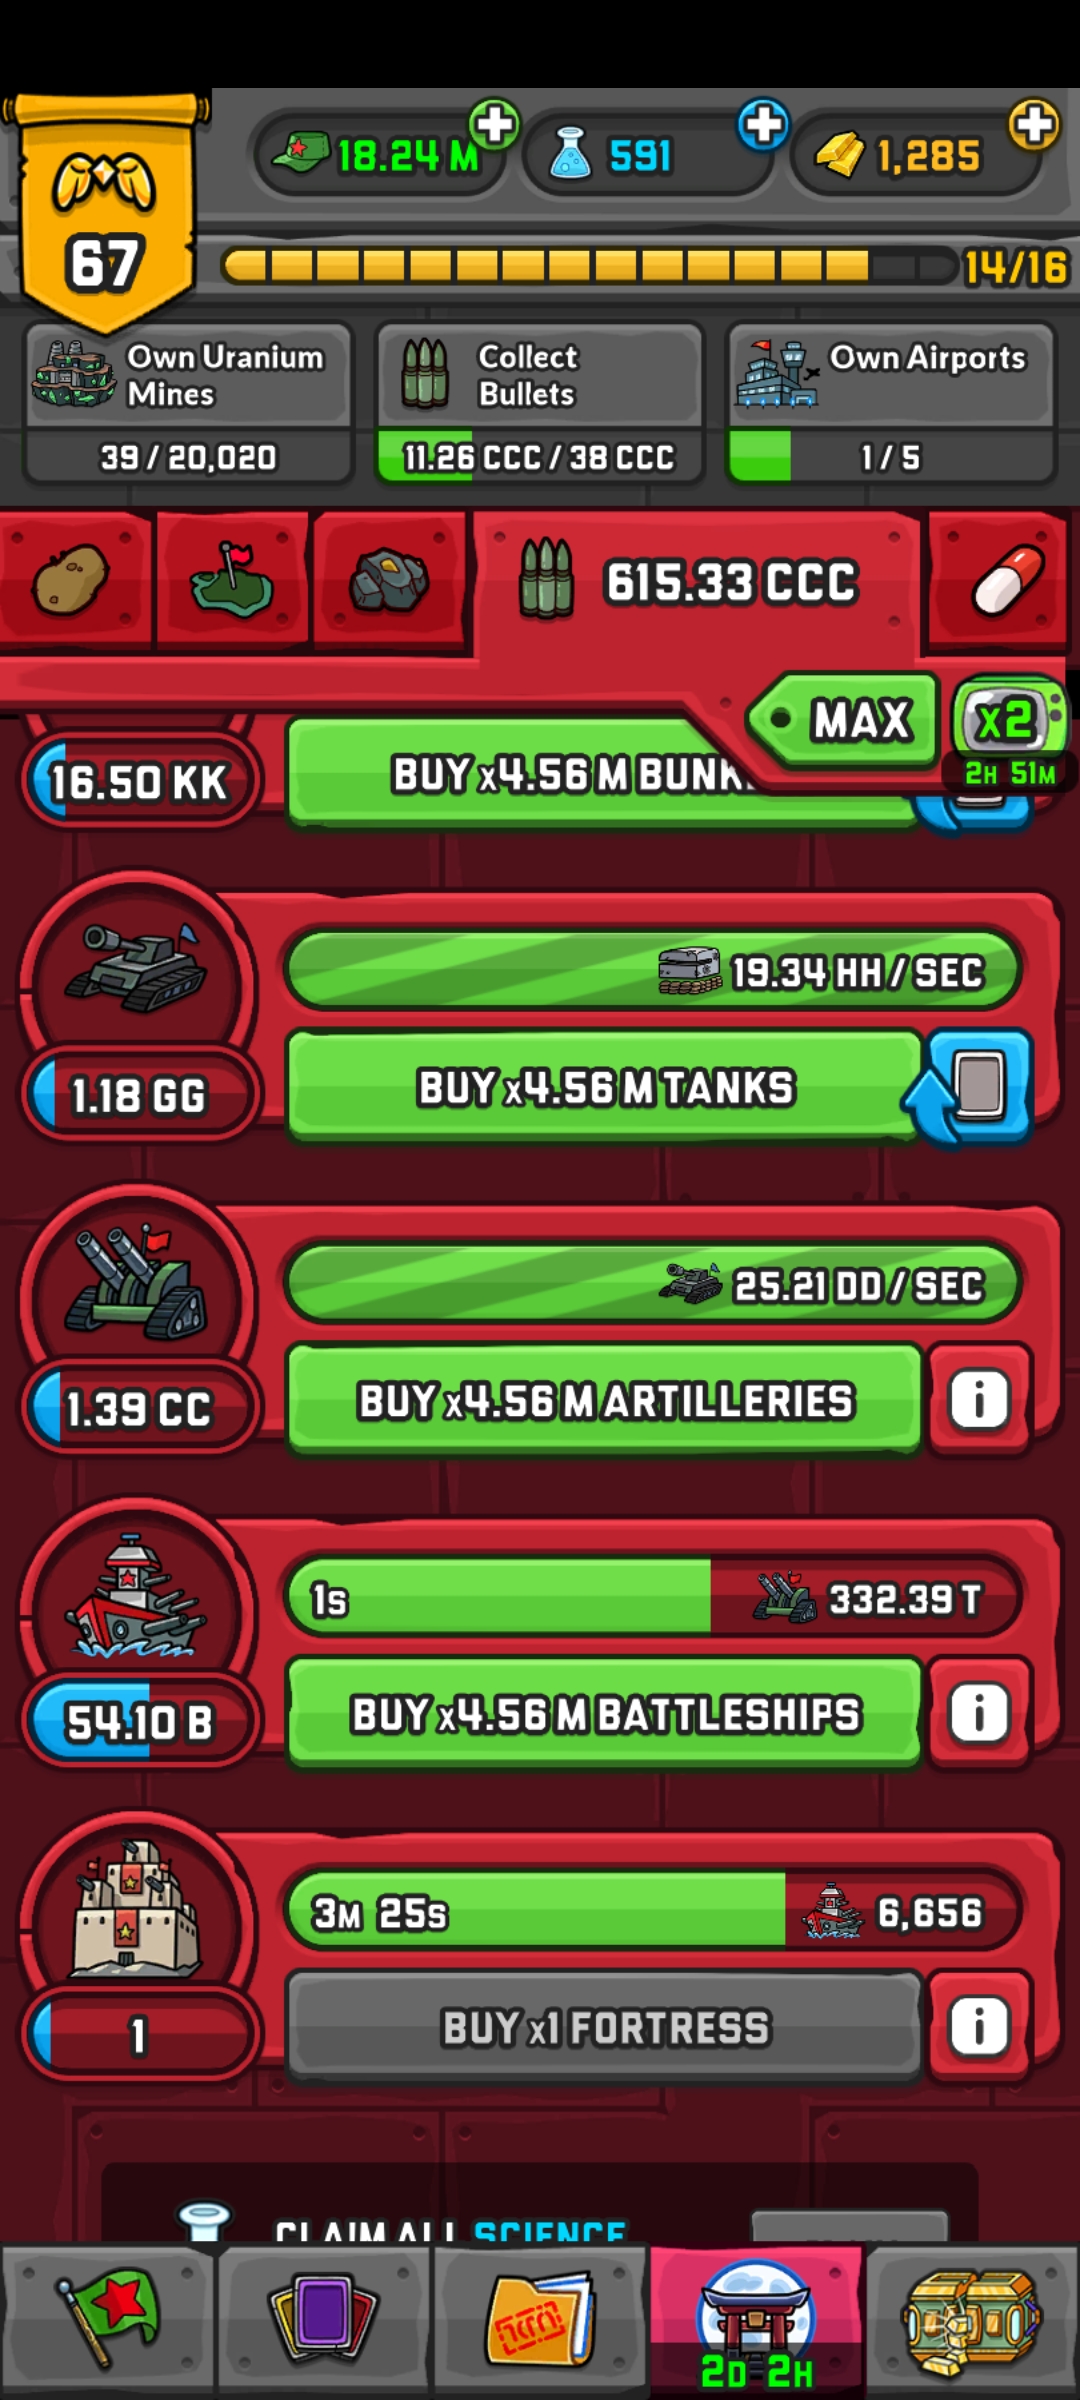 18.24 M
591
1,285
67
14/16
Own Uranium
Mines
39 / 20,020
Collect
Bullets
11.26 CCC / 38 CCC
Own Airports
1 / 5
615.33 CCC
MAX
x2
2H 51M
16.50 KK
BUY x4.56 M BUNK
19.34 HH / SEC
1.18 GG
BUY x4.56 M TANKS
25.21 DD / SEC
1.39 CC
BUY x4.56 M ARTILLERIES
1S
332.39 T
54.10 B
BUY x4.56 M BATTLESHIPS
3M 25S
6,656
1
BUY x1 FORTRESS
CLAIM ALL SCIENCE
2D 2H